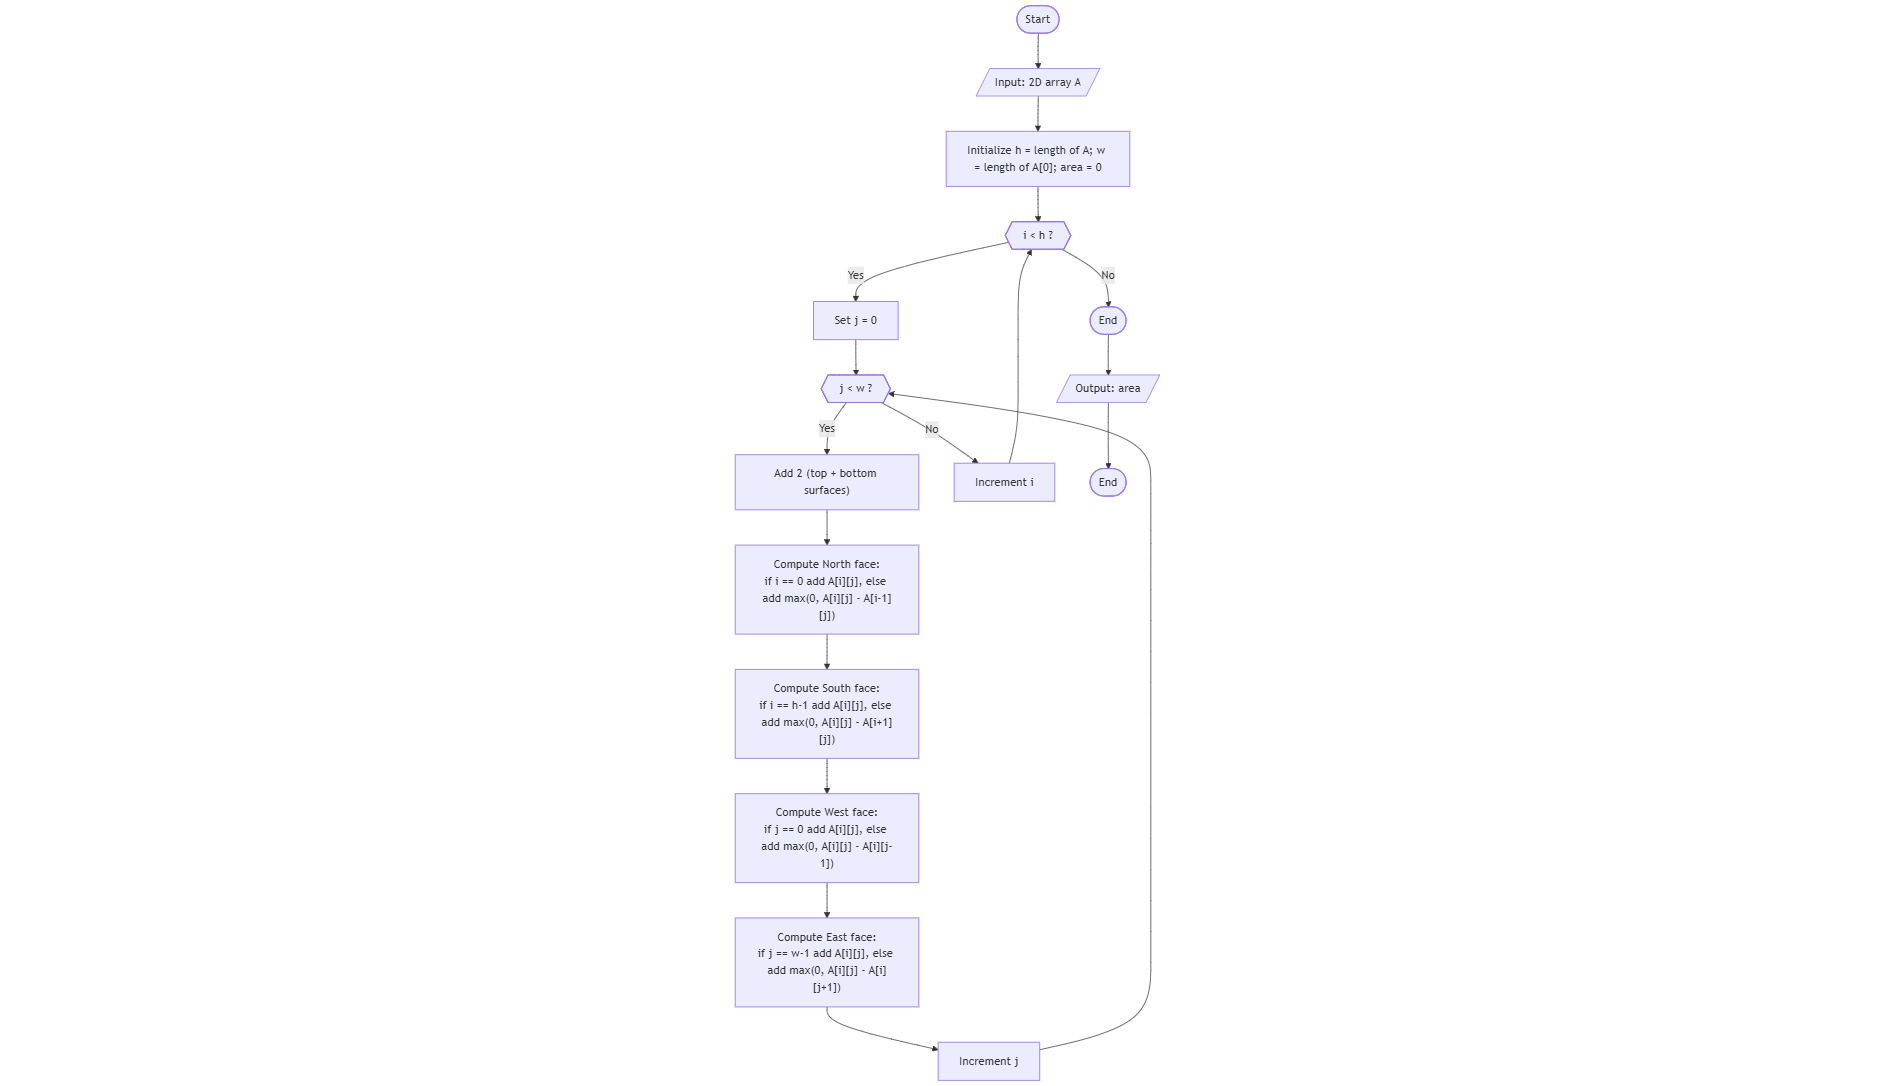 Start
Input: 2D array A
Initialize h = length of A; w
= length of A[0]; area = 0
i < h ?
Yes
No
Set j = 0
End
j < w ?
Output: area
Yes
No
Add 2 (top + bottom
surfaces)
Increment i
End
Compute North face:
if i == 0 add A[i][j], else
add max(0, A[i][j] - A[i-1]
[j])
Compute South face:
if i == h-1 add A[i][j], else
add max(0, A[i][j] - A[i+1]
[j])
Compute West face:
if j == 0 add A[i][j], else
add max(0, A[i][j] - A[i][j-
1])
Compute East face:
if j == w-1 add A[i][j], else
add max(0, A[i][j] - A[i]
[j+1])
Increment j